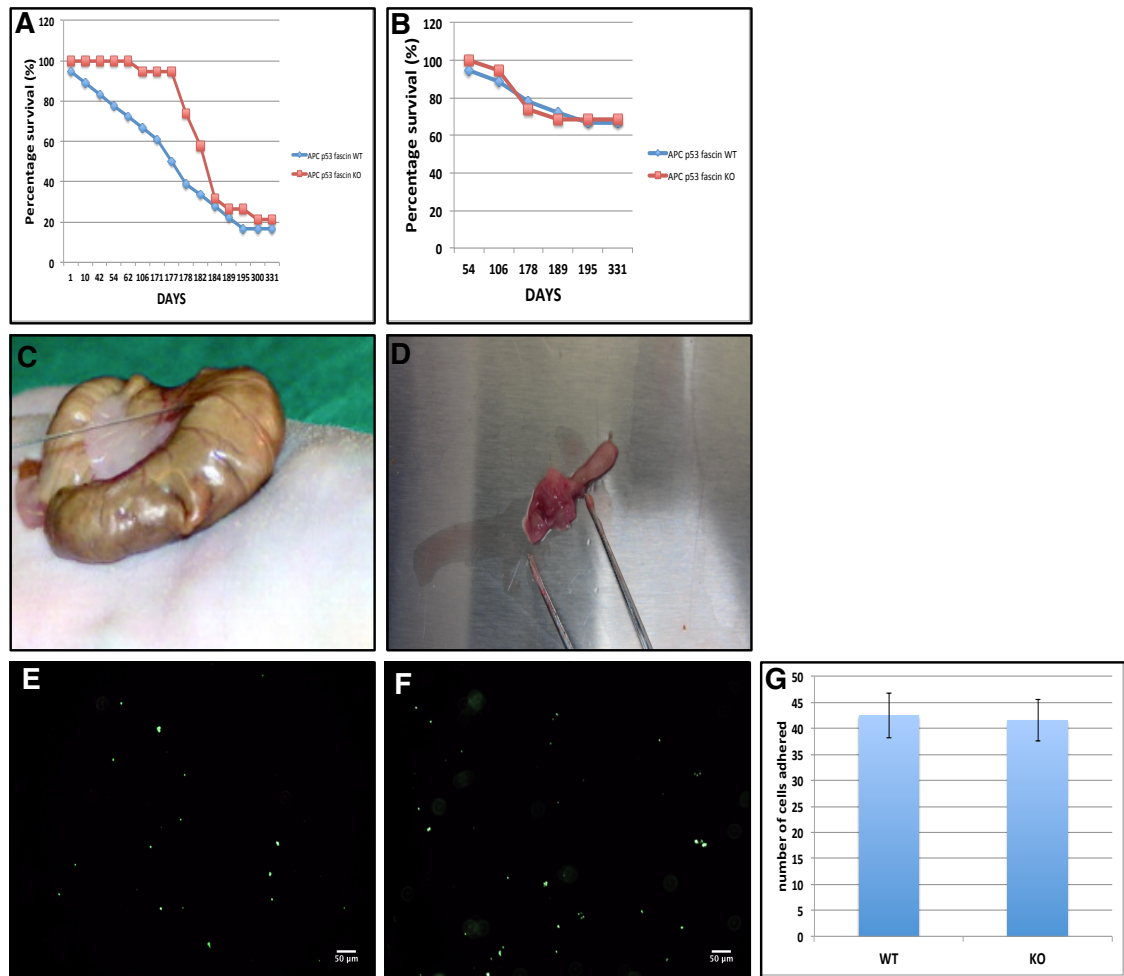 A
Percentage survival (%)
120
100
80
60
40
20
0
1 10 42 54 62 106 171 177 178 182 184 189 195 300 331
DAYS
APC p53 fascin WT
APC p53 fascin KO
B
Percentage survival (%)
120
100
80
60
40
20
0
54 106 178 189 195 331
DAYS
APC p53 fascin WT
APC p53 fascin KO
C
D
E
50 µm
F
50 µm
G
number of cells adhered
50
45
40
35
30
25
20
15
10
5
0
WT KO